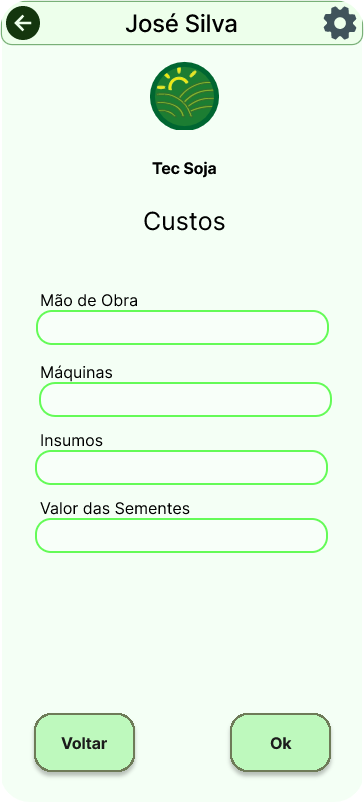 José Silva
Tec Soja
Custos
Mão de Obra
Máquinas
Insumos
Valor das Sementes
Voltar
Ok